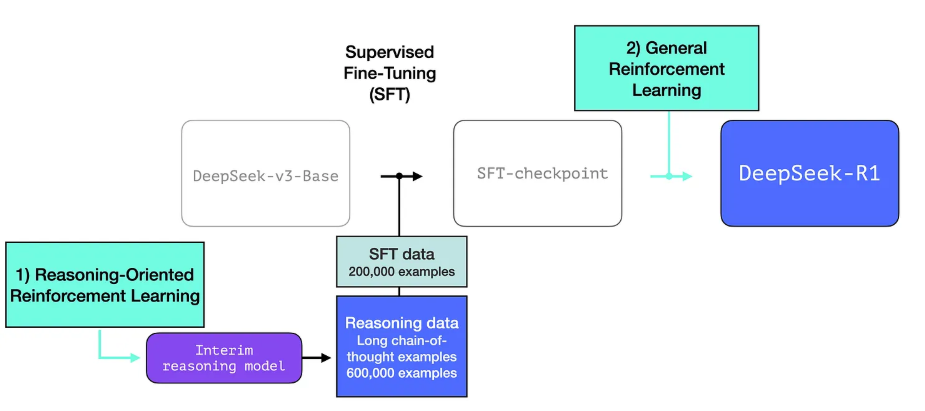 Supervised
Fine-Tuning
(SFT)
2) General
Reinforcement
Learning
DeepSeek-v3-Base
SFT-checkpoint
DeepSeek-R1
SFT data
200,000 examples
1) Reasoning-Oriented
Reinforcement Learning
Interim
reasoning model
Reasoning data
Long chain-of-
thought examples
600,000 examples